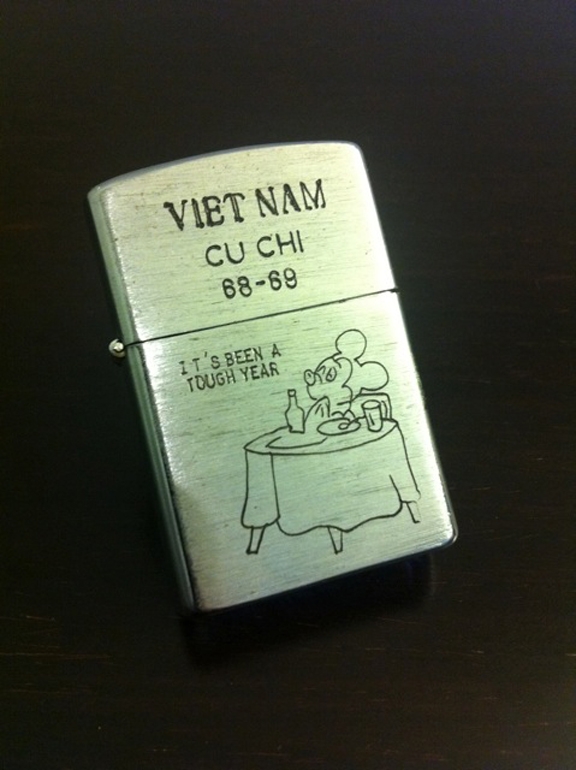 VIET NAM
CU CHI
68-69
IT'S BEEN A
TOUGH YEAR